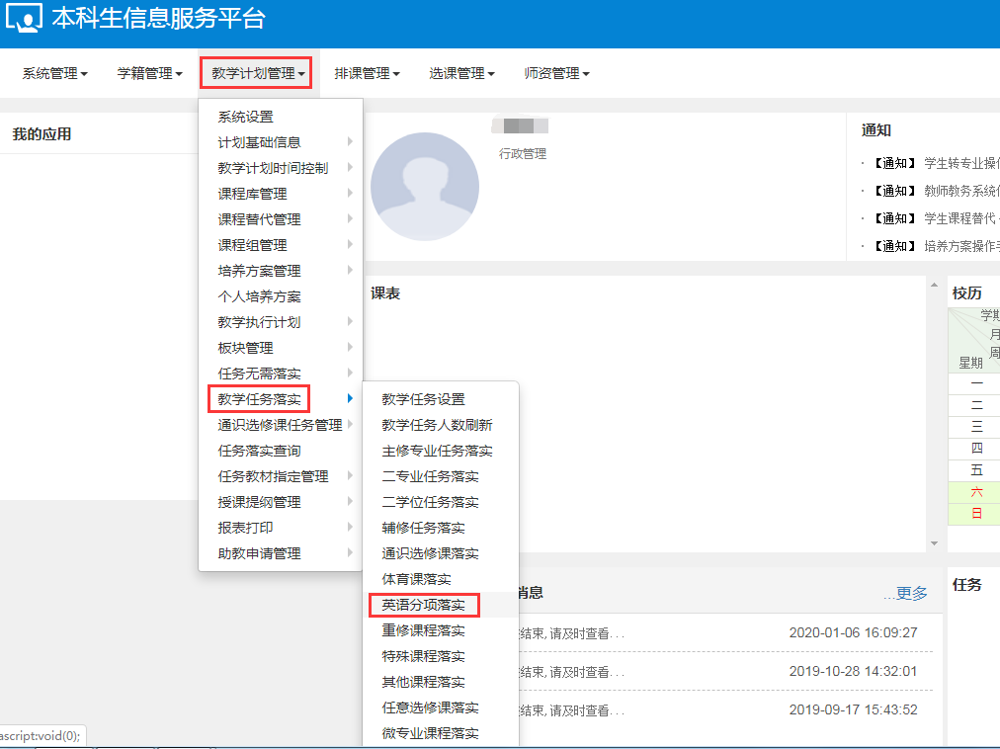 本科生信息服务平台
系统管理 学籍管理 教学计划管理 排课管理 选课管理 师资管理
我的应用
系统设置
计划基础信息
教学计划时间控制
课程库管理
课程替代管理
课程组管理
培养方案管理
个人培养方案
教学执行计划
板块管理
任务无需落实
教学任务落实
通识选修课任务管理
任务落实查询
任务教材指定管理
授课提纲管理
报表打印
助教申请管理
教学任务设置
教学任务人数刷新
主修专业任务落实
二专业任务落实
二学位任务落实
辅修任务落实
通识选修课落实
体育课落实
英语分项落实
重修课程落实
特殊课程落实
其他课程落实
任意选修课落实
微专业课程落实
行政管理
通知
· 【通知】 学生转专业操
· 【通知】 教师教务系统
· 【通知】 学生课程替代
· 【通知】 培养方案操作
课表
校历
学期
月
周
星期
一
二
三
四
五
六
日
消息 ...更多
结束, 请及时查看... 2020-01-06 16:09:27
结束, 请及时查看... 2019-10-28 14:32:01
结束, 请及时查看... 2019-09-17 15:43:52
任务
ascript:void(0);